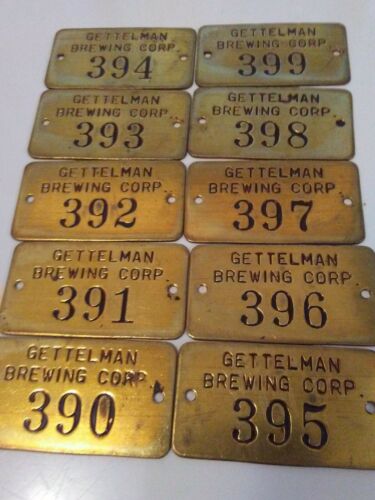 GETTELMAN
BREWING CORP.
394
GETTELMAN
BREWING CORP.
399
GETTELMAN
BREWING CORP.
393
GETTELMAN
BREWING CORP.
398
GETTELMAN
BREWING CORP.
392
GETTELMAN
BREWING CORP.
397
GETTELMAN
BREWING CORP.
391
GETTELMAN
BREWING CORP.
396
GETTELMAN
BREWING CORP.
390
GETTELMAN
BREWING CORP.
395